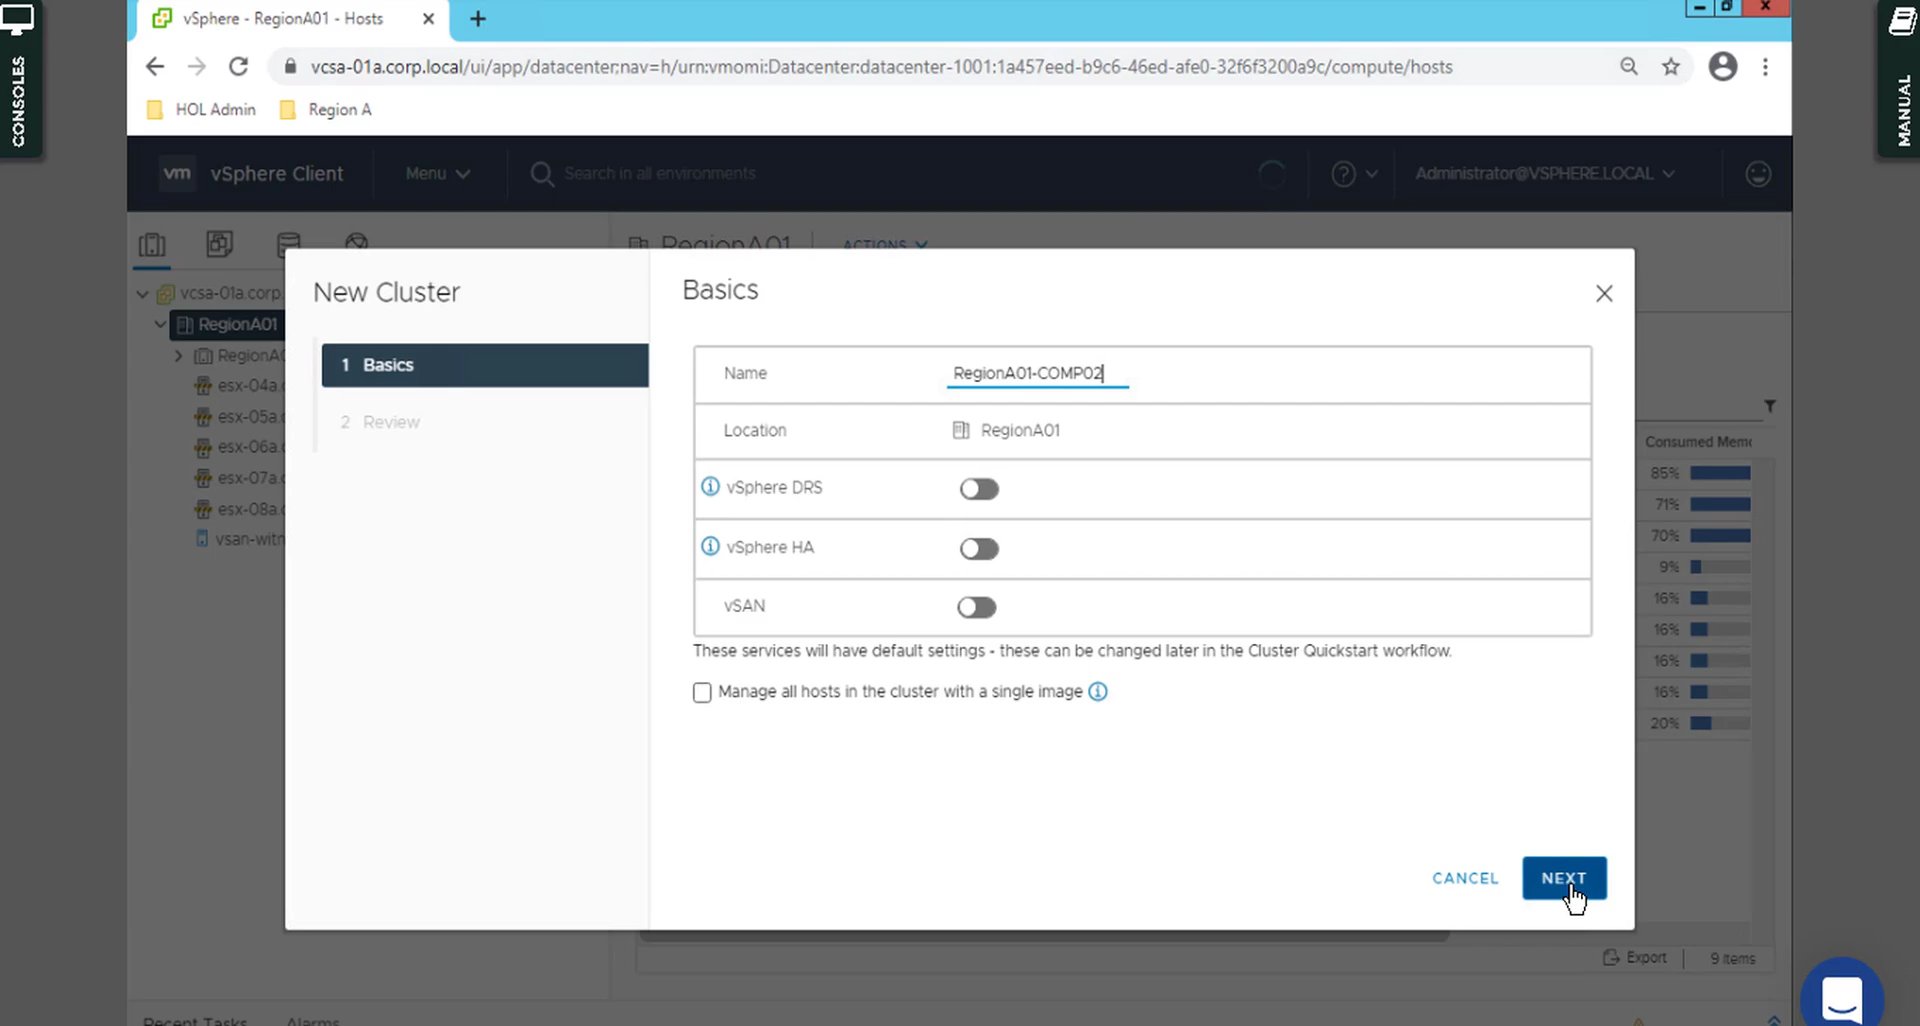 CONSOLES
MANUAL
vSphere - RegionA01 - Hosts
vcsa-01a.corp.local/ui/app/datacenter;nav=h/urn:vmomi:Datacenter:datacenter-1001:1a457eed-b9c6-46ed-afe0-32f6f3200a9c/compute/hosts
HOL Admin Region A
vm vSphere Client Menu Search in all environments Administrator@VSPHERE.LOCAL
RegionA01 ACTIONS
vcsa-01a.corp.
RegionA01
RegionA0
esx-04a.c
esx-05a.c
esx-06a.c
esx-07a.c
esx-08a.c
vsan-witn
New Cluster
1 Basics
2 Review
Basics
Name RegionA01-COMP02
Location RegionA01
vSphere DRS
vSphere HA
vSAN
These services will have default settings - these can be changed later in the Cluster Quickstart workflow.
Manage all hosts in the cluster with a single image
CANCEL NEXT
Consumed Memo
85%
71%
70%
9%
16%
16%
16%
16%
20%
Export 9 items
Recent Tasks Alarms